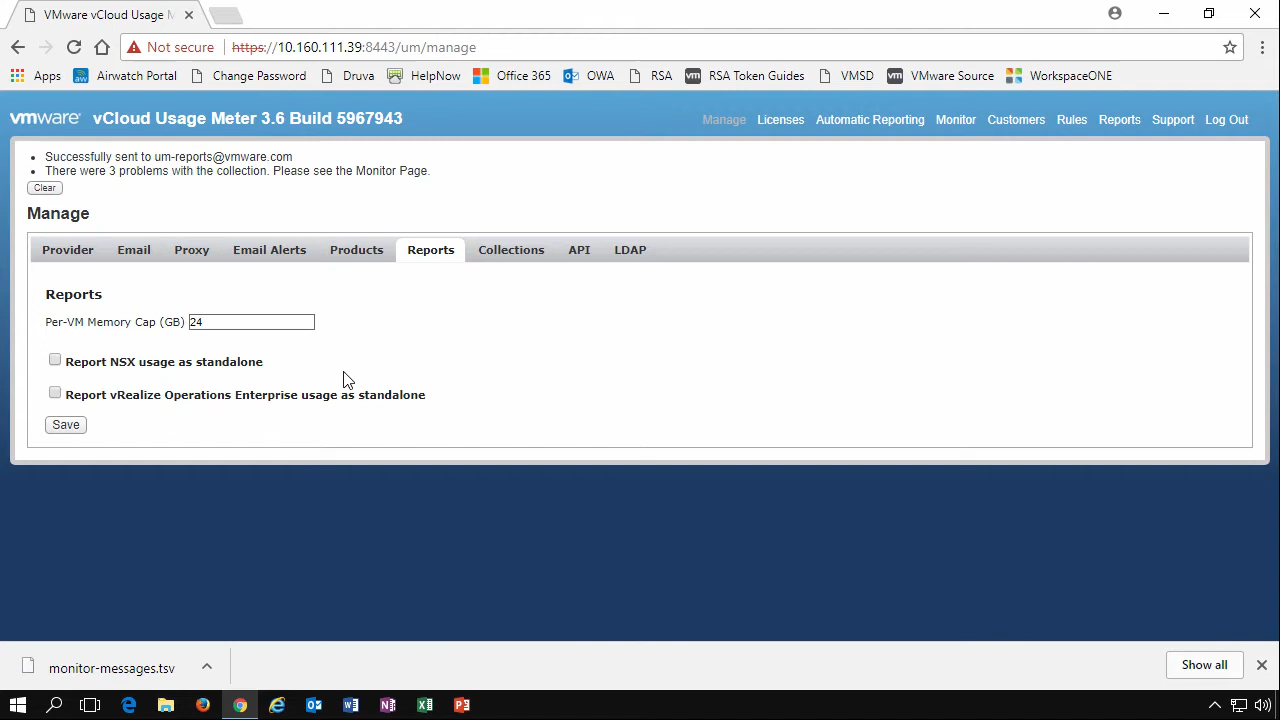 VMware vCloud Usage M
Not secure https://10.160.111.39:8443/um/manage
Apps Airwatch Portal Change Password Druva HelpNow Office 365 OWA RSA RSA Token Guides VMSD VMware Source WorkspaceONE
vmware vCloud Usage Meter 3.6 Build 5967943
Manage Licenses Automatic Reporting Monitor Customers Rules Reports Support Log Out
Successfully sent to um-reports@vmware.com
There were 3 problems with the collection. Please see the Monitor Page.
Clear
Manage
Provider Email Proxy Email Alerts Products Reports Collections API LDAP
Reports
Per-VM Memory Cap (GB) 24
Report NSX usage as standalone
Report vRealize Operations Enterprise usage as standalone
Save
monitor-messages.tsv
Show all